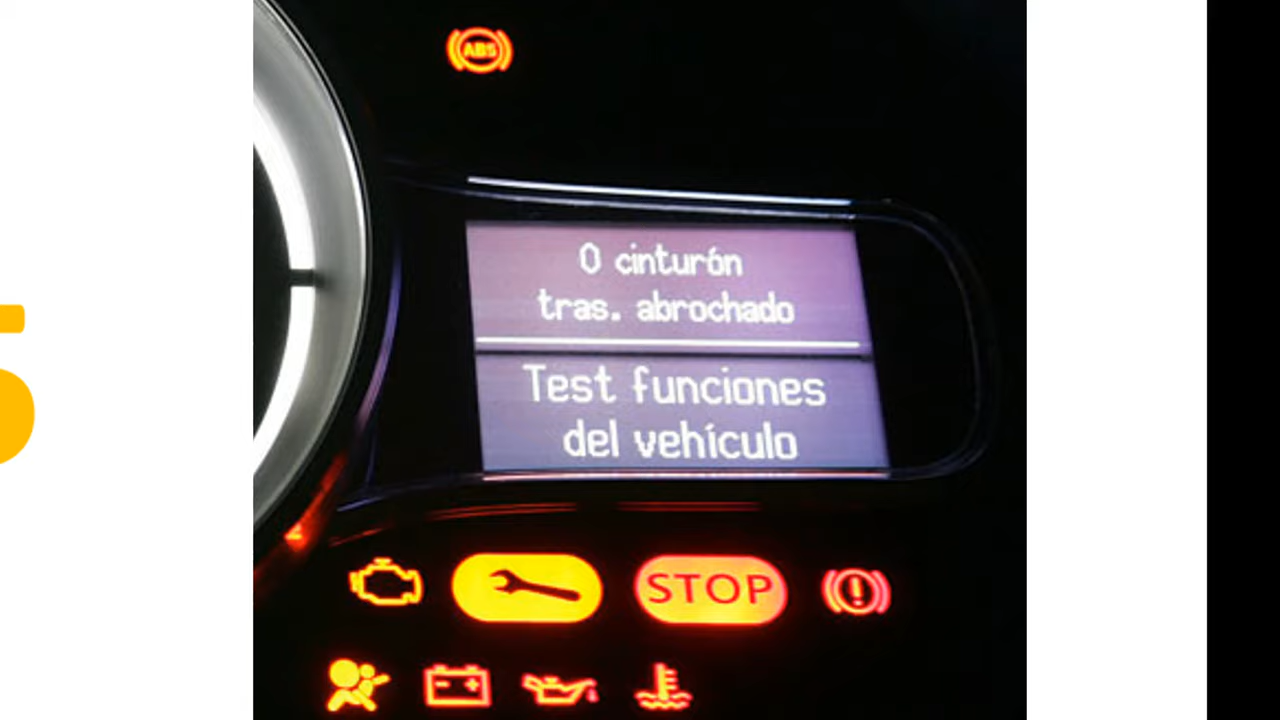 ABS
0 cinturón
tras. abrochado
Test funciones
del vehículo
STOP